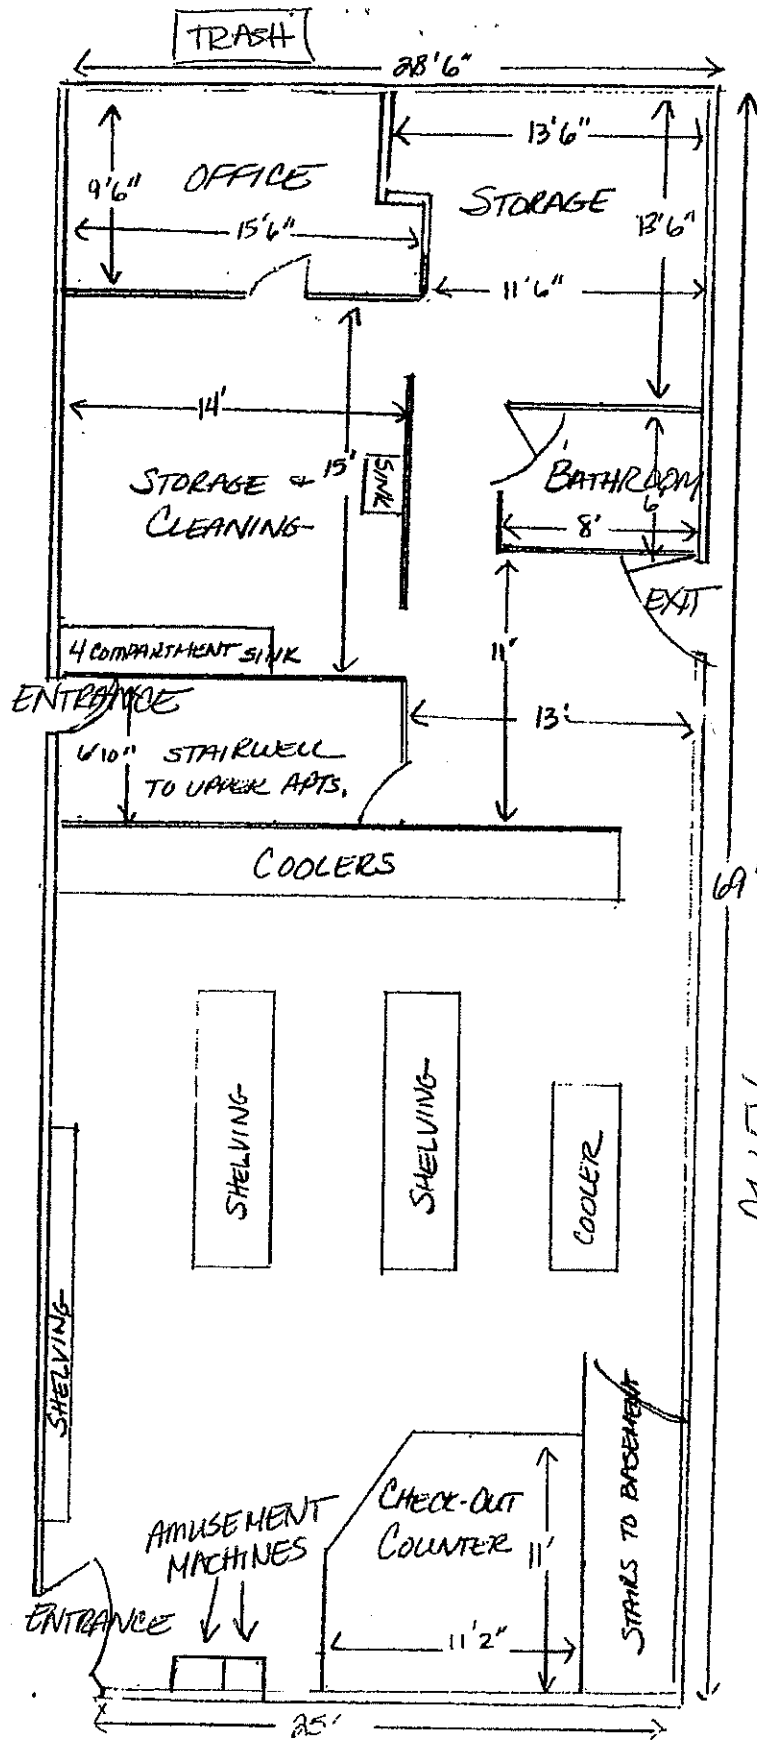 TRASH
28'6"
13'6"
9'6"
OFFICE
STORAGE
13'6"
15'6"
11'6"
14'
STORAGE &
CLEANING
15'
SINK
BATHROOM
6'
8'
EXIT
4 COMPARTMENT SINK
11'
ENTRANCE
13'
6'10"
STAIRWELL
TO UPPER APTS.
COOLERS
69'
SHELVING
SHELVING
COOLER
ALLEY
SHELVING
STAIRS TO BASEMENT
CHECK-OUT
COUNTER
11'
AMUSEMENT
MACHINES
ENTRANCE
11'2"
25'